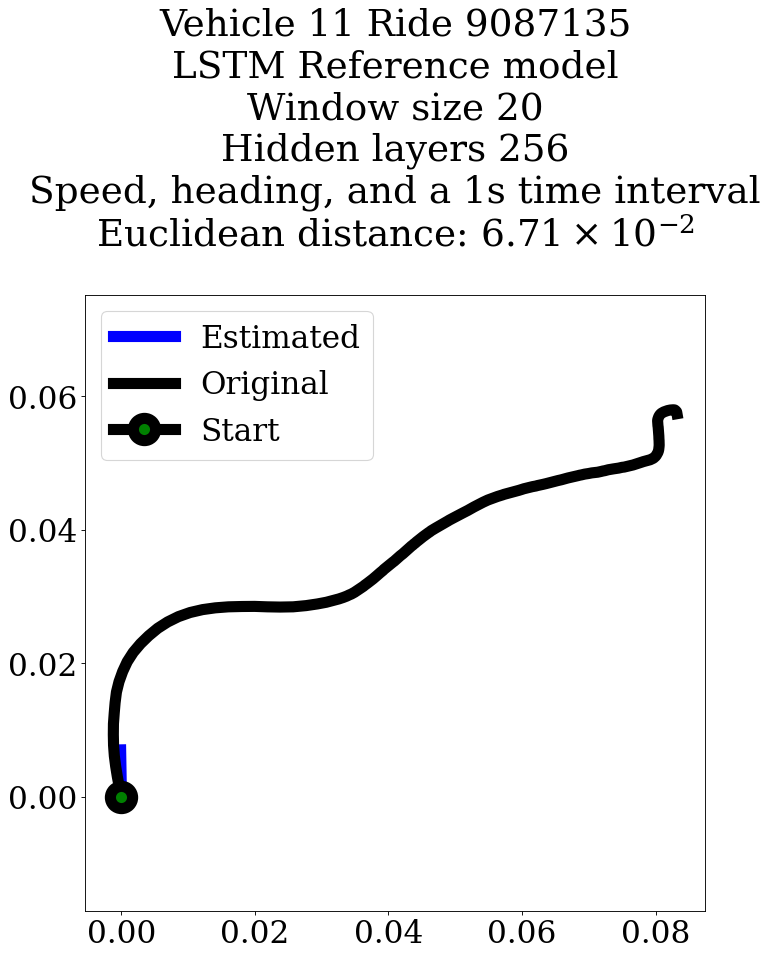 Vehicle 11 Ride 9087135
LSTM Reference model
Window size 20
Hidden layers 256
Speed, heading, and a 1s time interval
Euclidean distance: 6.71 × 10⁻²
Estimated
Original
Start
0.06
0.04
0.02
0.00
0.00 0.02 0.04 0.06 0.08